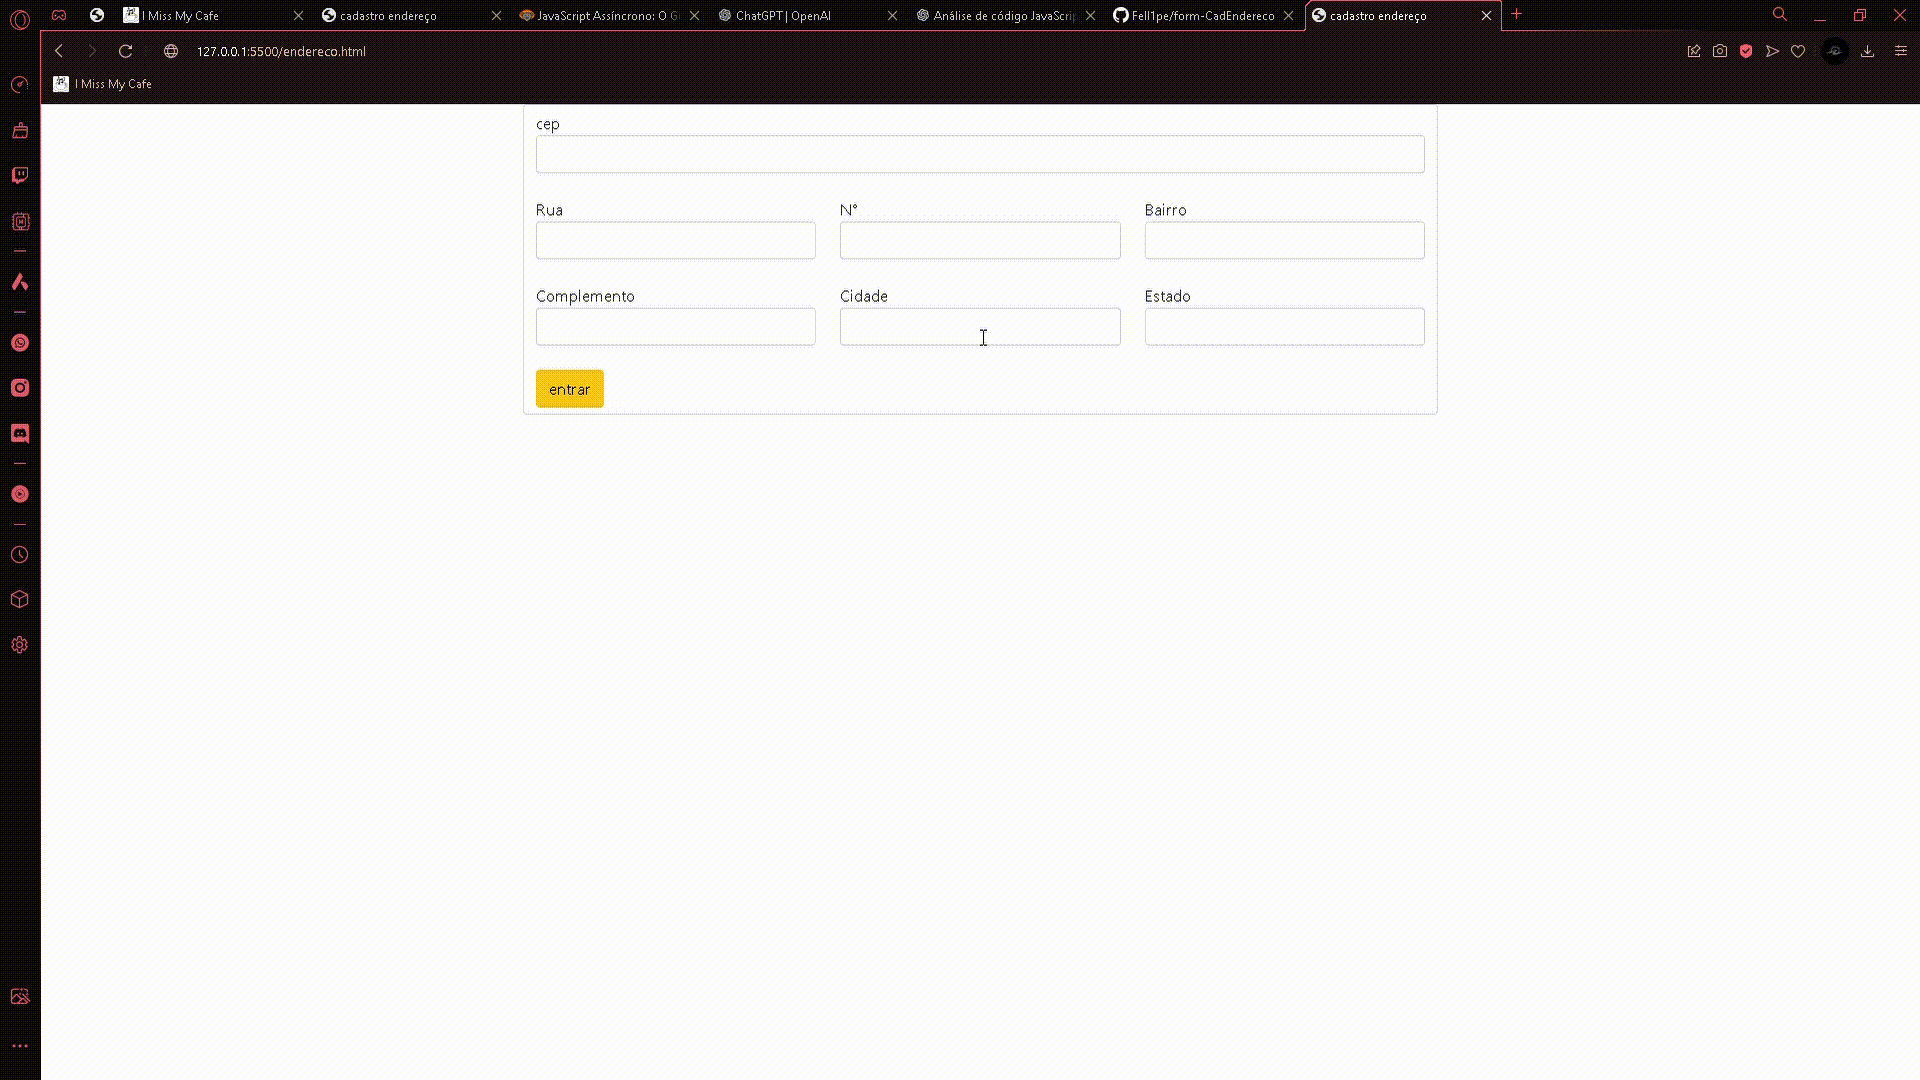 I Miss My Cafe
cadastro endereço
JavaScript Assíncrono: O G
ChatGPT | OpenAI
Análise de código JavaScrip
Fell1pe/form-CadEndereco
cadastro endereço
127.0.0.1:5500/endereco.html
I Miss My Cafe
cep
Rua
N°
Bairro
Complemento
Cidade
Estado
entrar